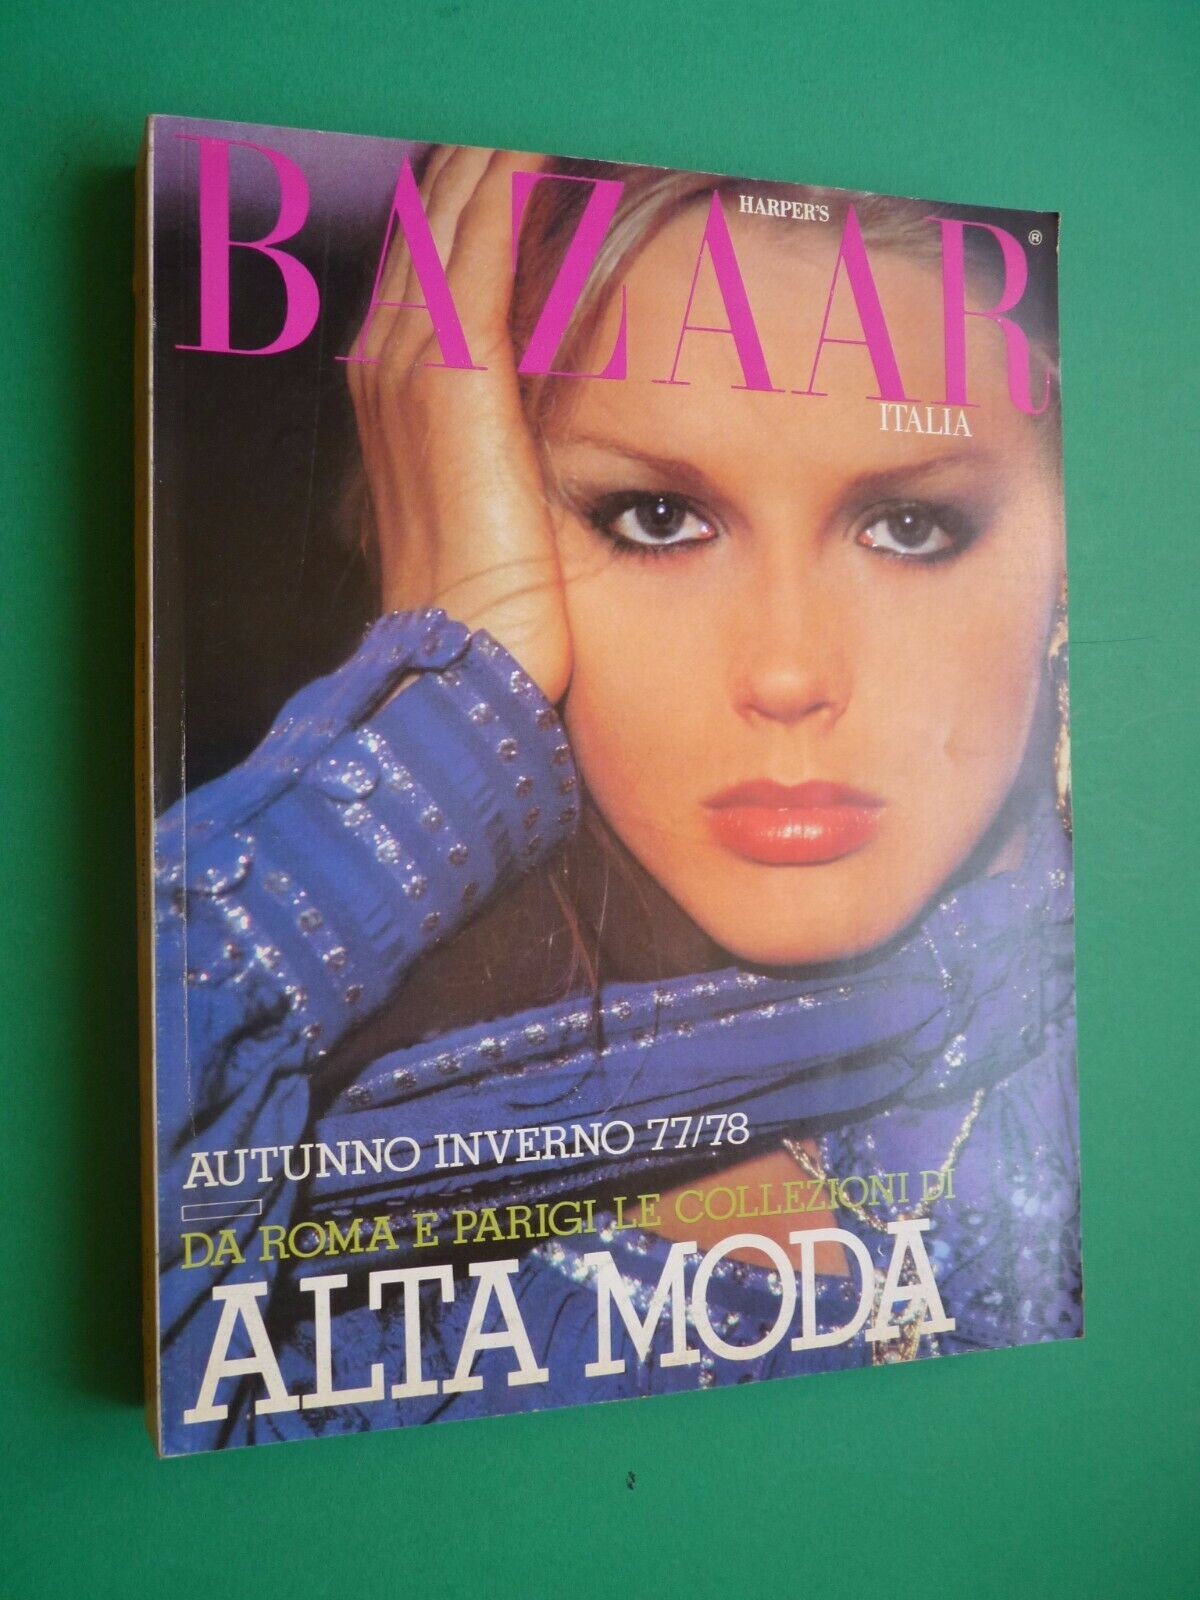 BAZAAR
HARPER'S
®
ITALIA
AUTUNNO INVERNO 77/78
DA ROMA E PARIGI LE COLLEZIONI DI
ALTA MODA